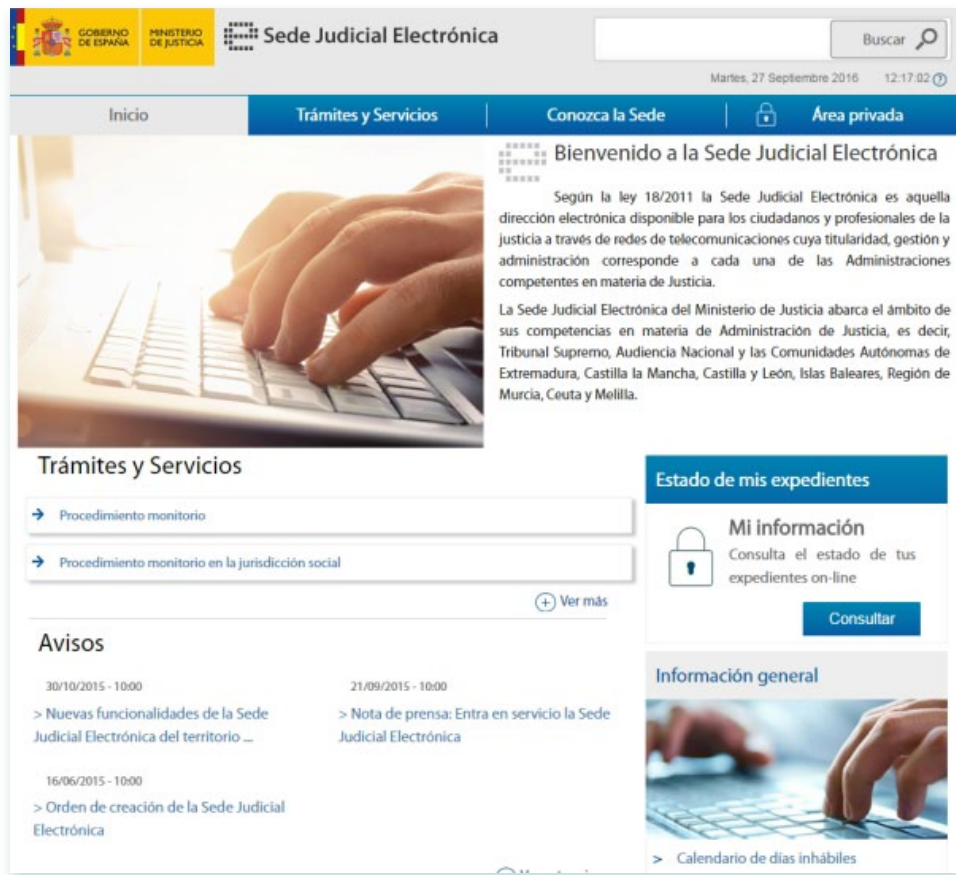 GOBIERNO
DE ESPAÑA
MINISTERIO
DE JUSTICIA
Sede Judicial Electrónica
Buscar
Martes, 27 Septiembre 2016 12:17:02
Inicio
Trámites y Servicios
Conozca la Sede
Área privada
Bienvenido a la Sede Judicial Electrónica
Según la ley 18/2011 la Sede Judicial Electrónica es aquella
dirección electrónica disponible para los ciudadanos y profesionales de la
justicia a través de redes de telecomunicaciones cuya titularidad, gestión y
administración corresponde a cada una de las Administraciones
competentes en materia de Justicia.
La Sede Judicial Electrónica del Ministerio de Justicia abarca el ámbito de
sus competencias en materia de Administración de Justicia, es decir,
Tribunal Supremo, Audiencia Nacional y las Comunidades Autónomas de
Extremadura, Castilla la Mancha, Castilla y León, Islas Baleares, Región de
Murcia, Ceuta y Melilla.
Trámites y Servicios
Procedimiento monitorio
Procedimiento monitorio en la jurisdicción social
Ver más
Avisos
30/10/2015 - 10:00
> Nuevas funcionalidades de la Sede
Judicial Electrónica del territorio ...
21/09/2015 - 10:00
> Nota de prensa: Entra en servicio la Sede
Judicial Electrónica
16/06/2015 - 10:00
> Orden de creación de la Sede Judicial
Electrónica
Estado de mis expedientes
Mi información
Consulta el estado de tus
expedientes on-line
Consultar
Información general
> Calendario de días inhábiles